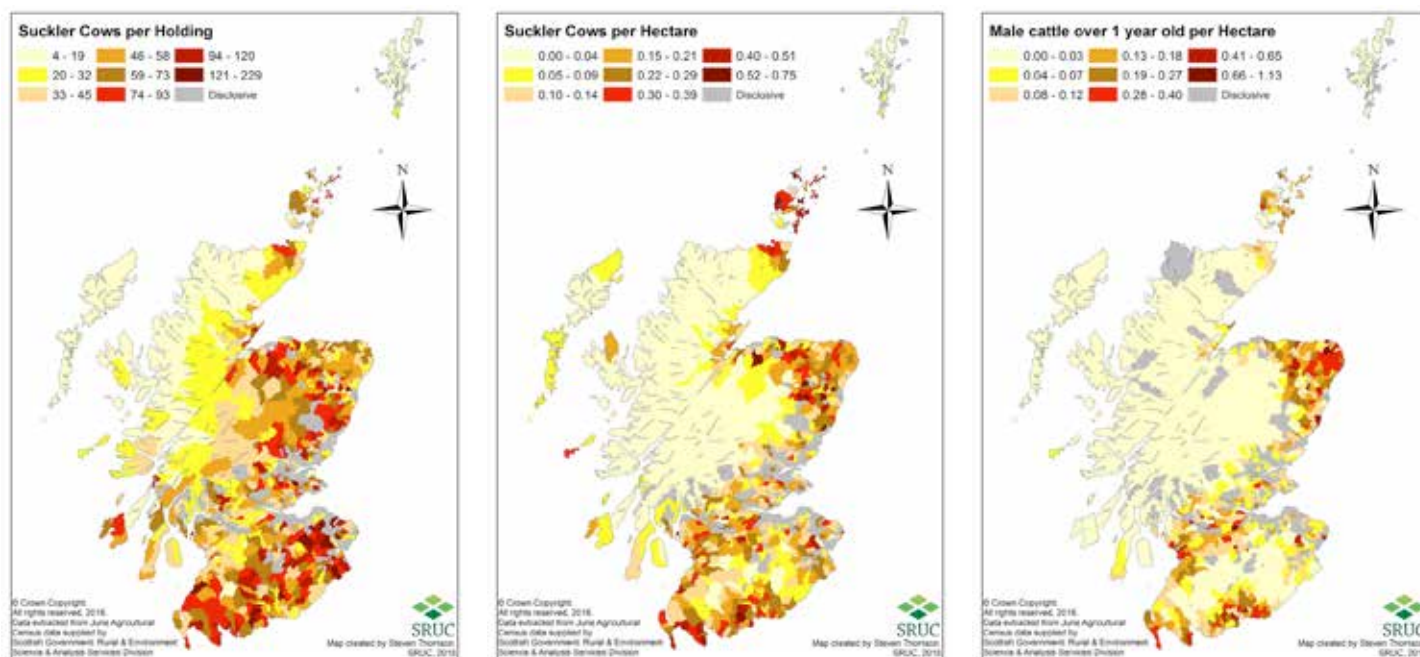 Suckler Cows per Holding
4 - 19
46 - 58
94 - 120
20 - 32
59 - 73
121 - 229
33 - 45
74 - 93
Disclosive
N
© Crown Copyright.
All rights reserved, 2016.
Data extracted from June Agricultural
Census data supplied by
Scottish Government, Rural & Environment
Science & Analysis Services Division
SRUC
Map created by Steven Thomson
SRUC, 2015
Suckler Cows per Hectare
0.00 - 0.04
0.15 - 0.21
0.40 - 0.51
0.05 - 0.09
0.22 - 0.29
0.52 - 0.75
0.10 - 0.14
0.30 - 0.39
Disclosive
N
© Crown Copyright.
All rights reserved, 2016.
Data extracted from June Agricultural
Census data supplied by
Scottish Government, Rural & Environment
Science & Analysis Services Division
SRUC
Map created by Steven Thomson
SRUC, 2015
Male cattle over 1 year old per Hectare
0.00 - 0.03
0.13 - 0.18
0.41 - 0.65
0.04 - 0.07
0.19 - 0.27
0.66 - 1.13
0.08 - 0.12
0.28 - 0.40
Disclosive
N
© Crown Copyright.
All rights reserved, 2016.
Data extracted from June Agricultural
Census data supplied by
Scottish Government, Rural & Environment
Science & Analysis Services Division
SRUC
Map created by Steven Thomson
SRUC, 2015